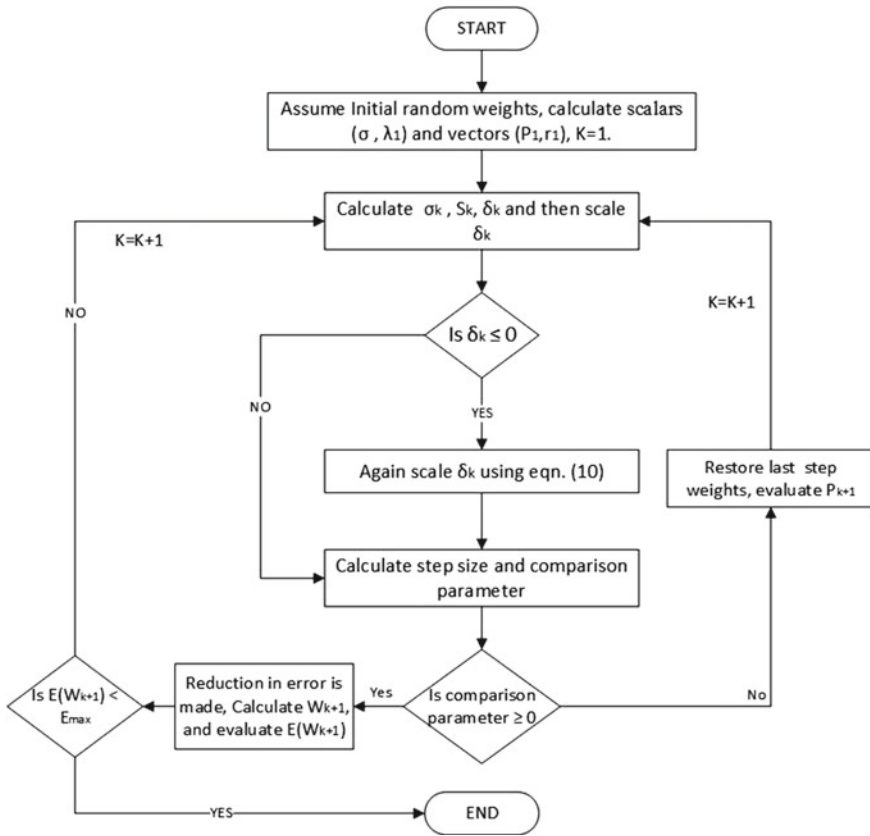 START
Assume Initial random weights, calculate scalars
(σ , λ1) and vectors (P1,r1), K=1.
Calculate σk , Sk, δk and then scale
δk
K=K+1
K=K+1
NO
Is δk ≤ 0
NO
YES
Again scale δk using eqn. (10)
Restore last step
weights, evaluate Pk+1
Calculate step size and comparison
parameter
Is E(Wk+1) <
Emax
Reduction in error is
made, Calculate Wk+1,
and evaluate E(Wk+1)
Yes
Is comparison
parameter ≥ 0
No
YES
END